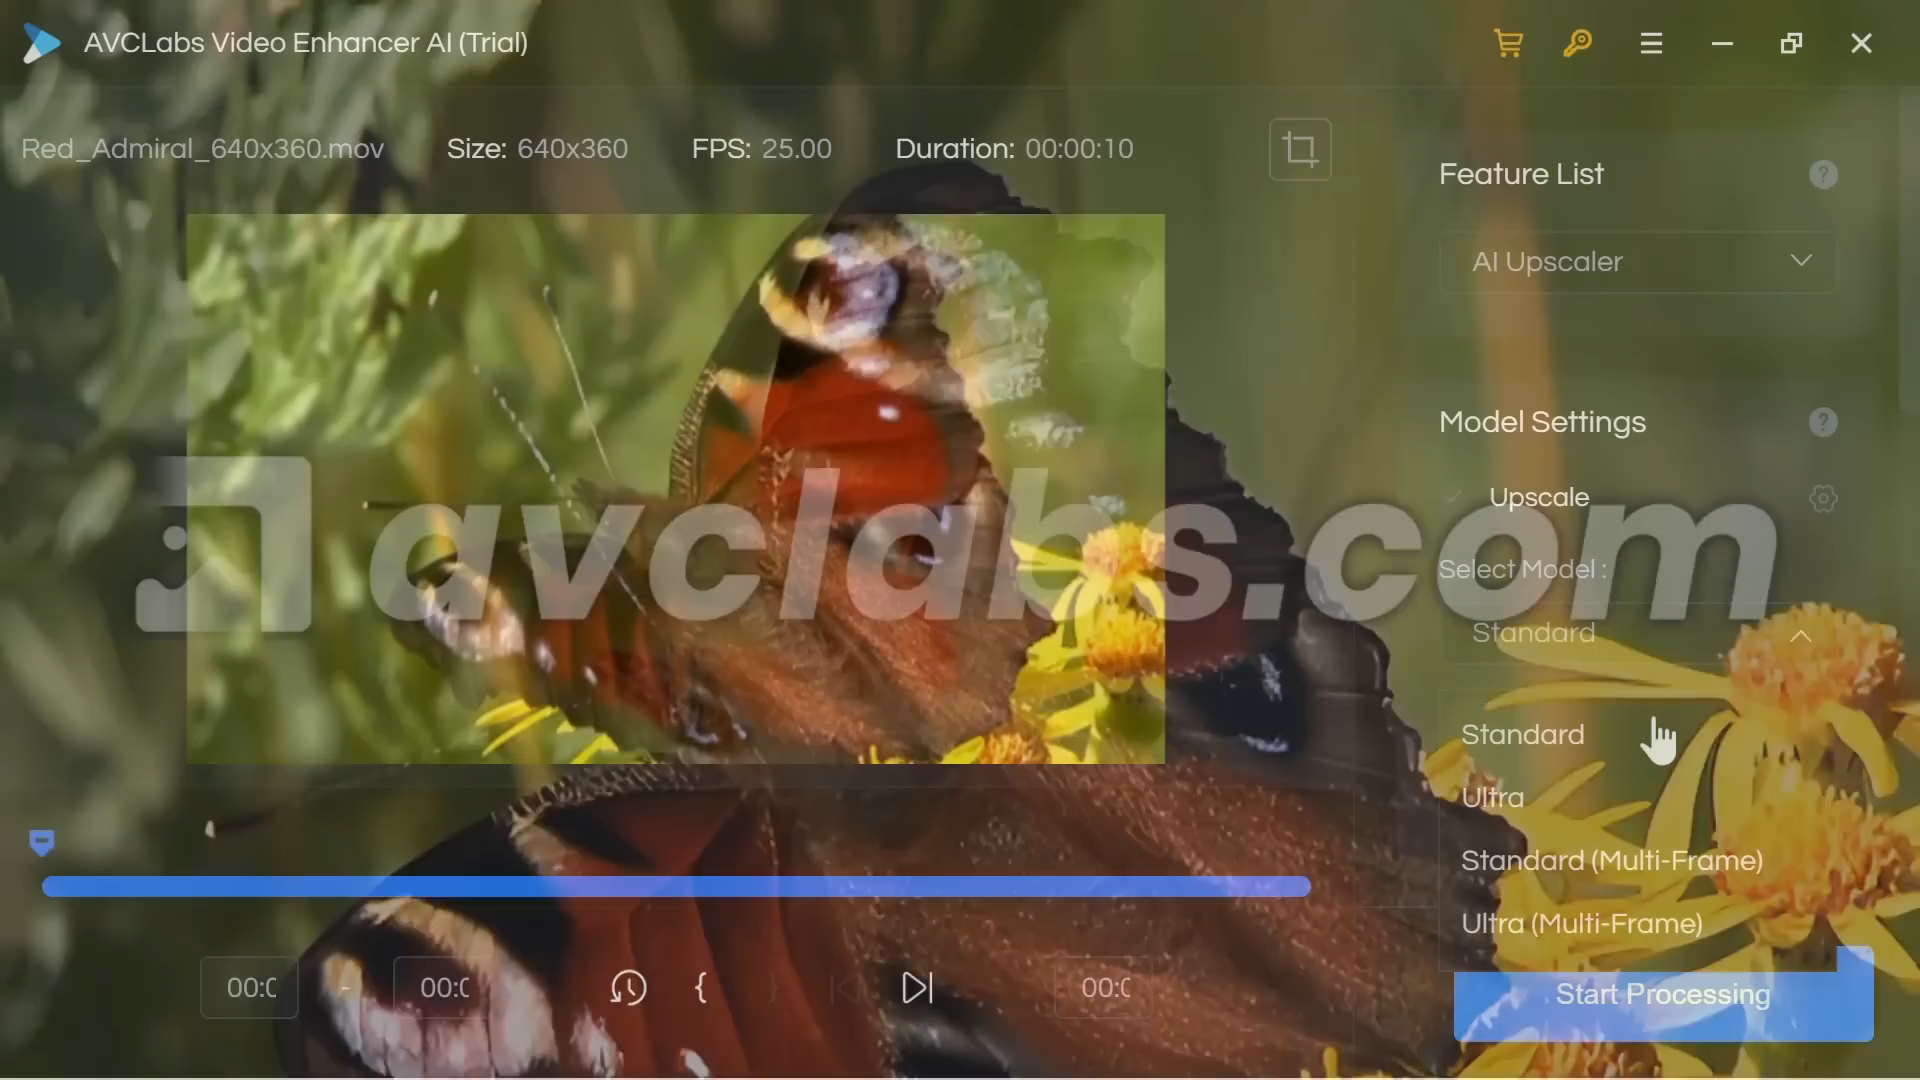 AVCLabs Video Enhancer AI (Trial)
Red_Admiral_640x360.mov Size: 640x360 FPS: 25.00 Duration: 00:00:10
Feature List
AI Upscaler
Model Settings
Upscale
avclabs.com
Select Model :
Standard
Standard
Ultra
Standard (Multi-Frame)
Ultra (Multi-Frame)
Start Processing